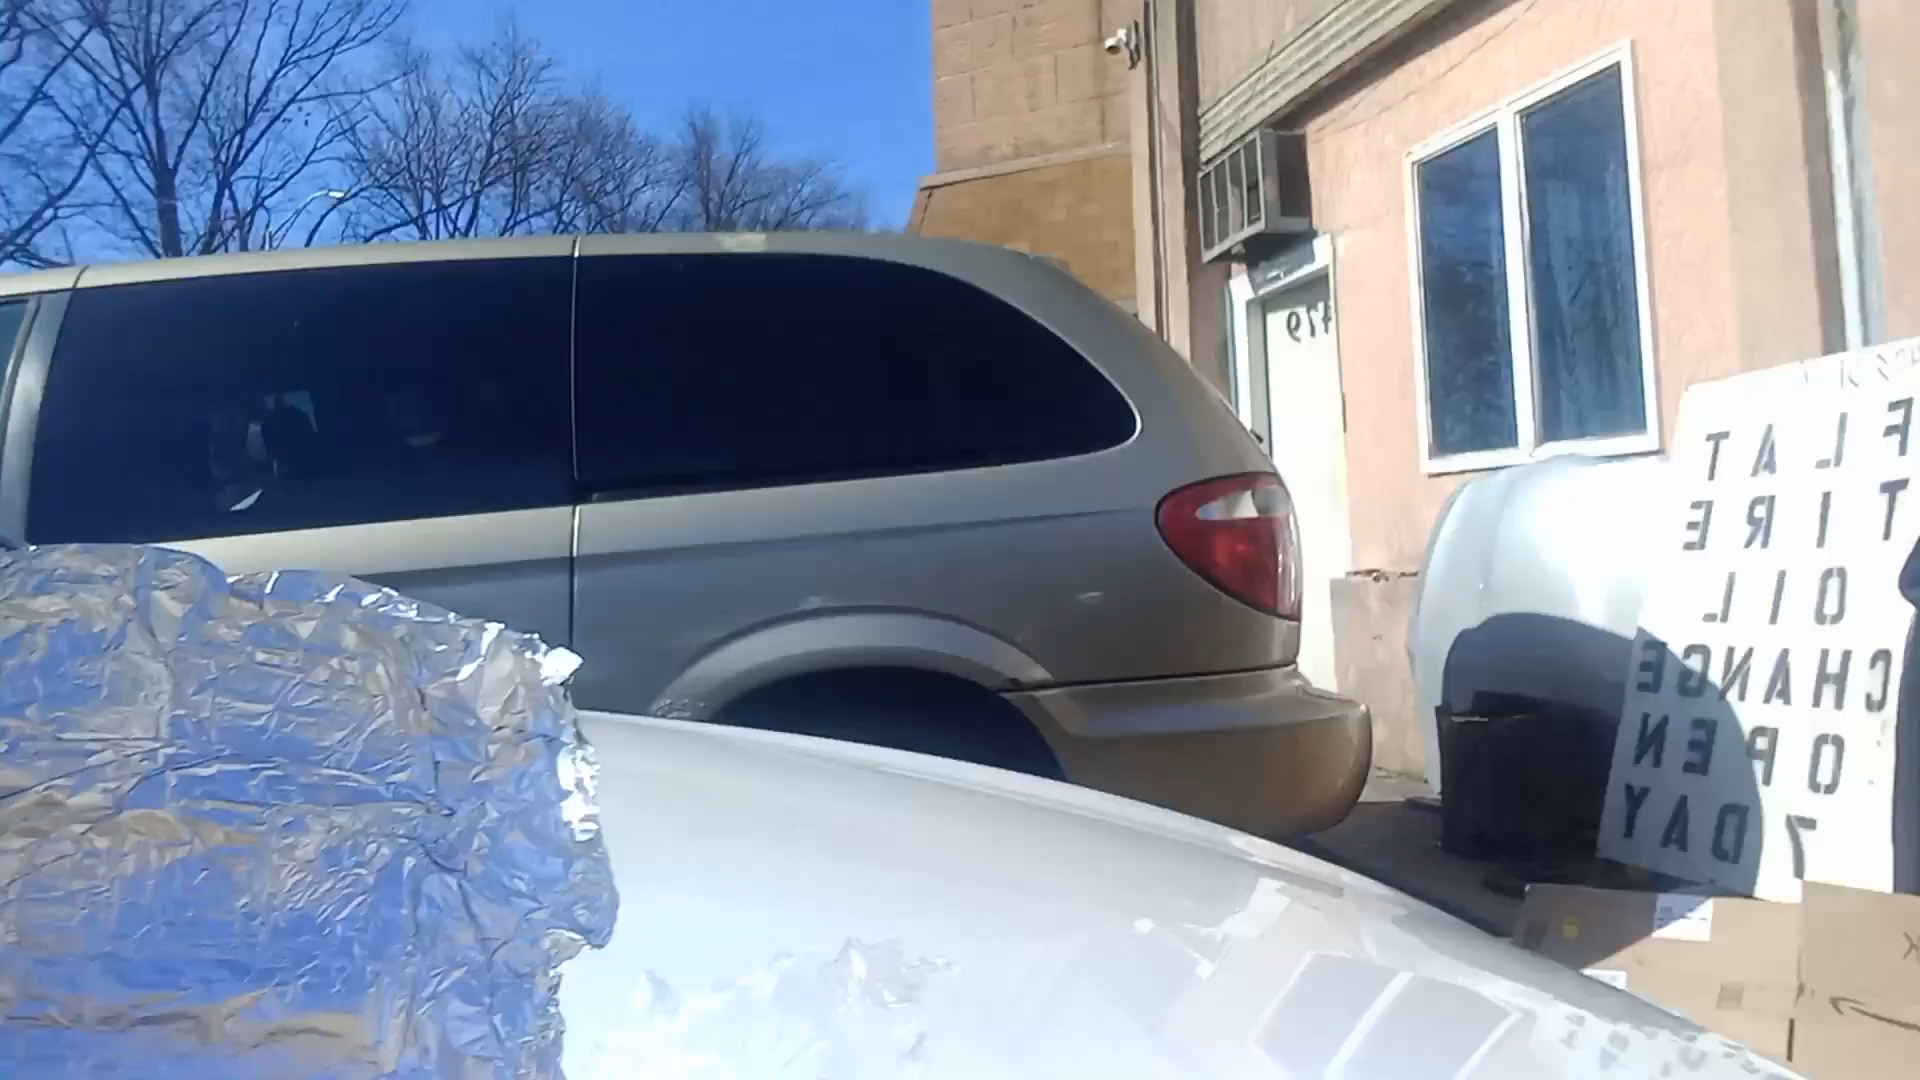 479
FLAT
TIRE
OIL
CHANGE
OPEN
7 DAY